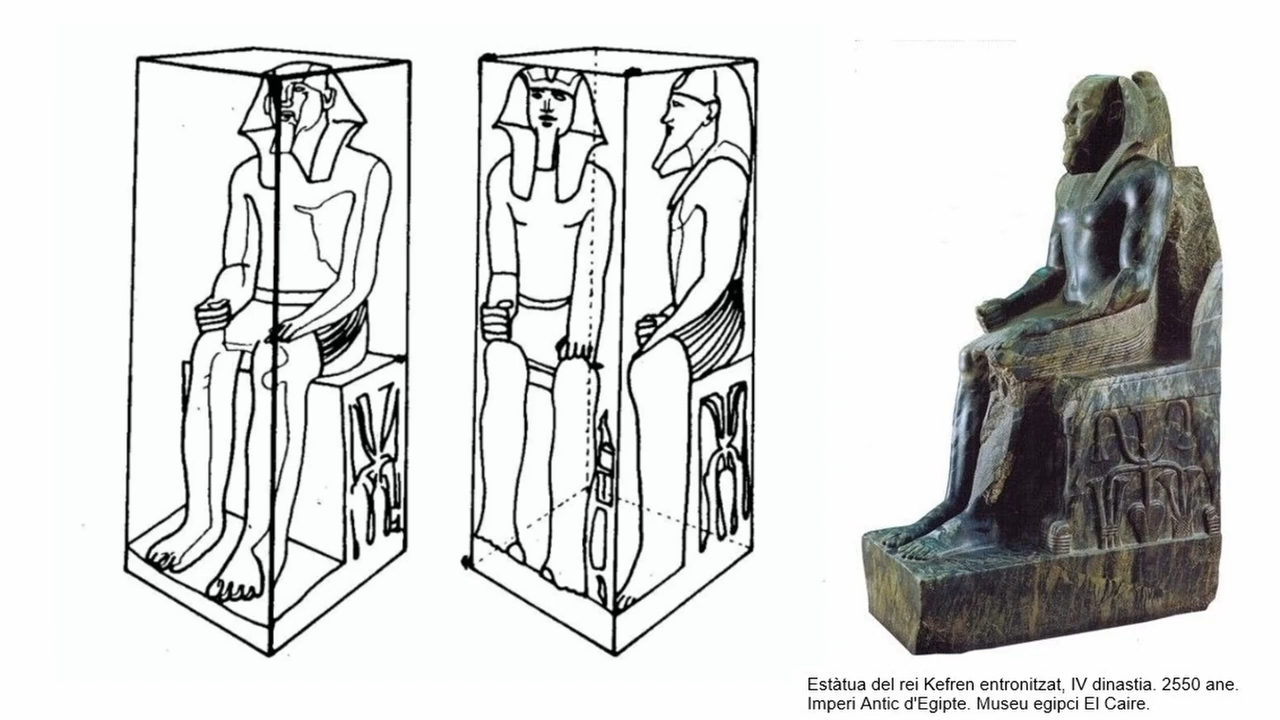 Estàtua del rei Kefren entronitzat, IV dinastia. 2550 ane.
Imperi Antic d'Egipte. Museu egipci El Caire.